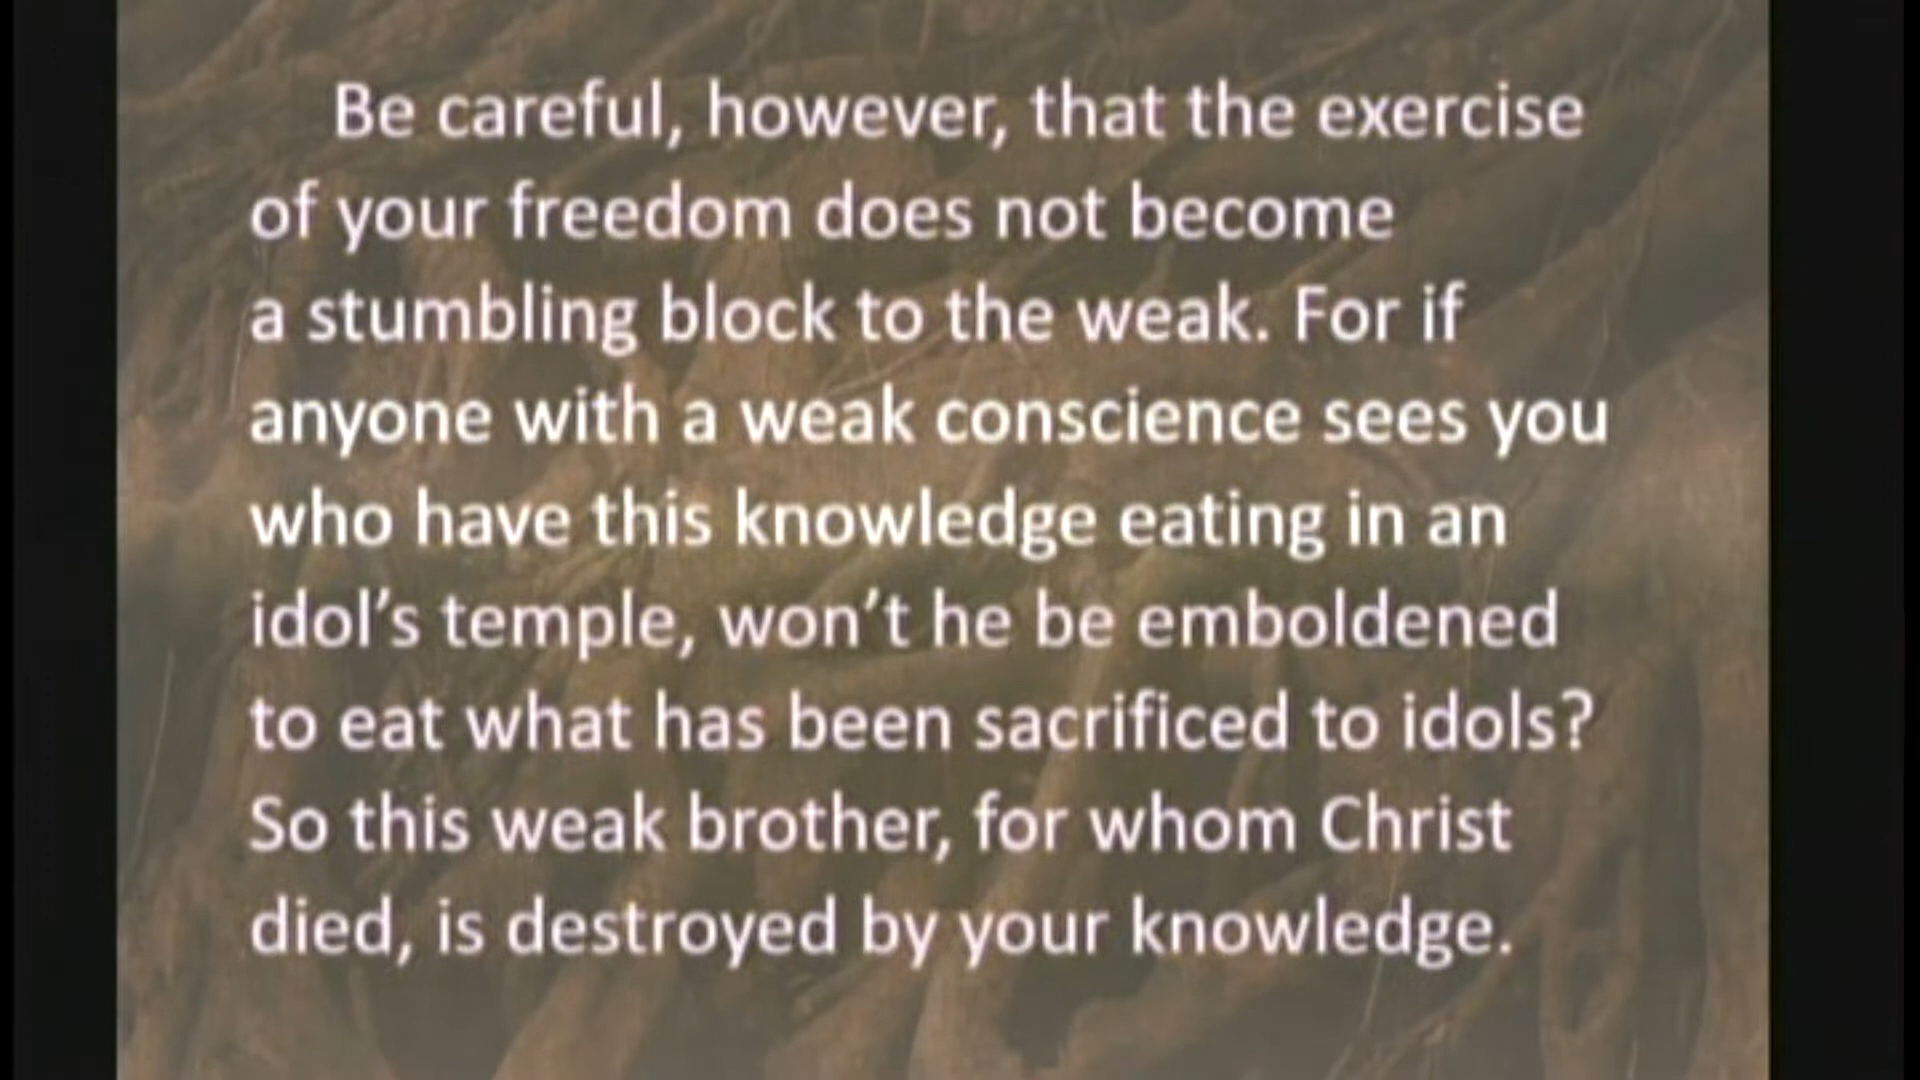 Be careful, however, that the exercise
of your freedom does not become
a stumbling block to the weak. For if
anyone with a weak conscience sees you
who have this knowledge eating in an
idol’s temple, won’t he be emboldened
to eat what has been sacrificed to idols?
So this weak brother, for whom Christ
died, is destroyed by your knowledge.